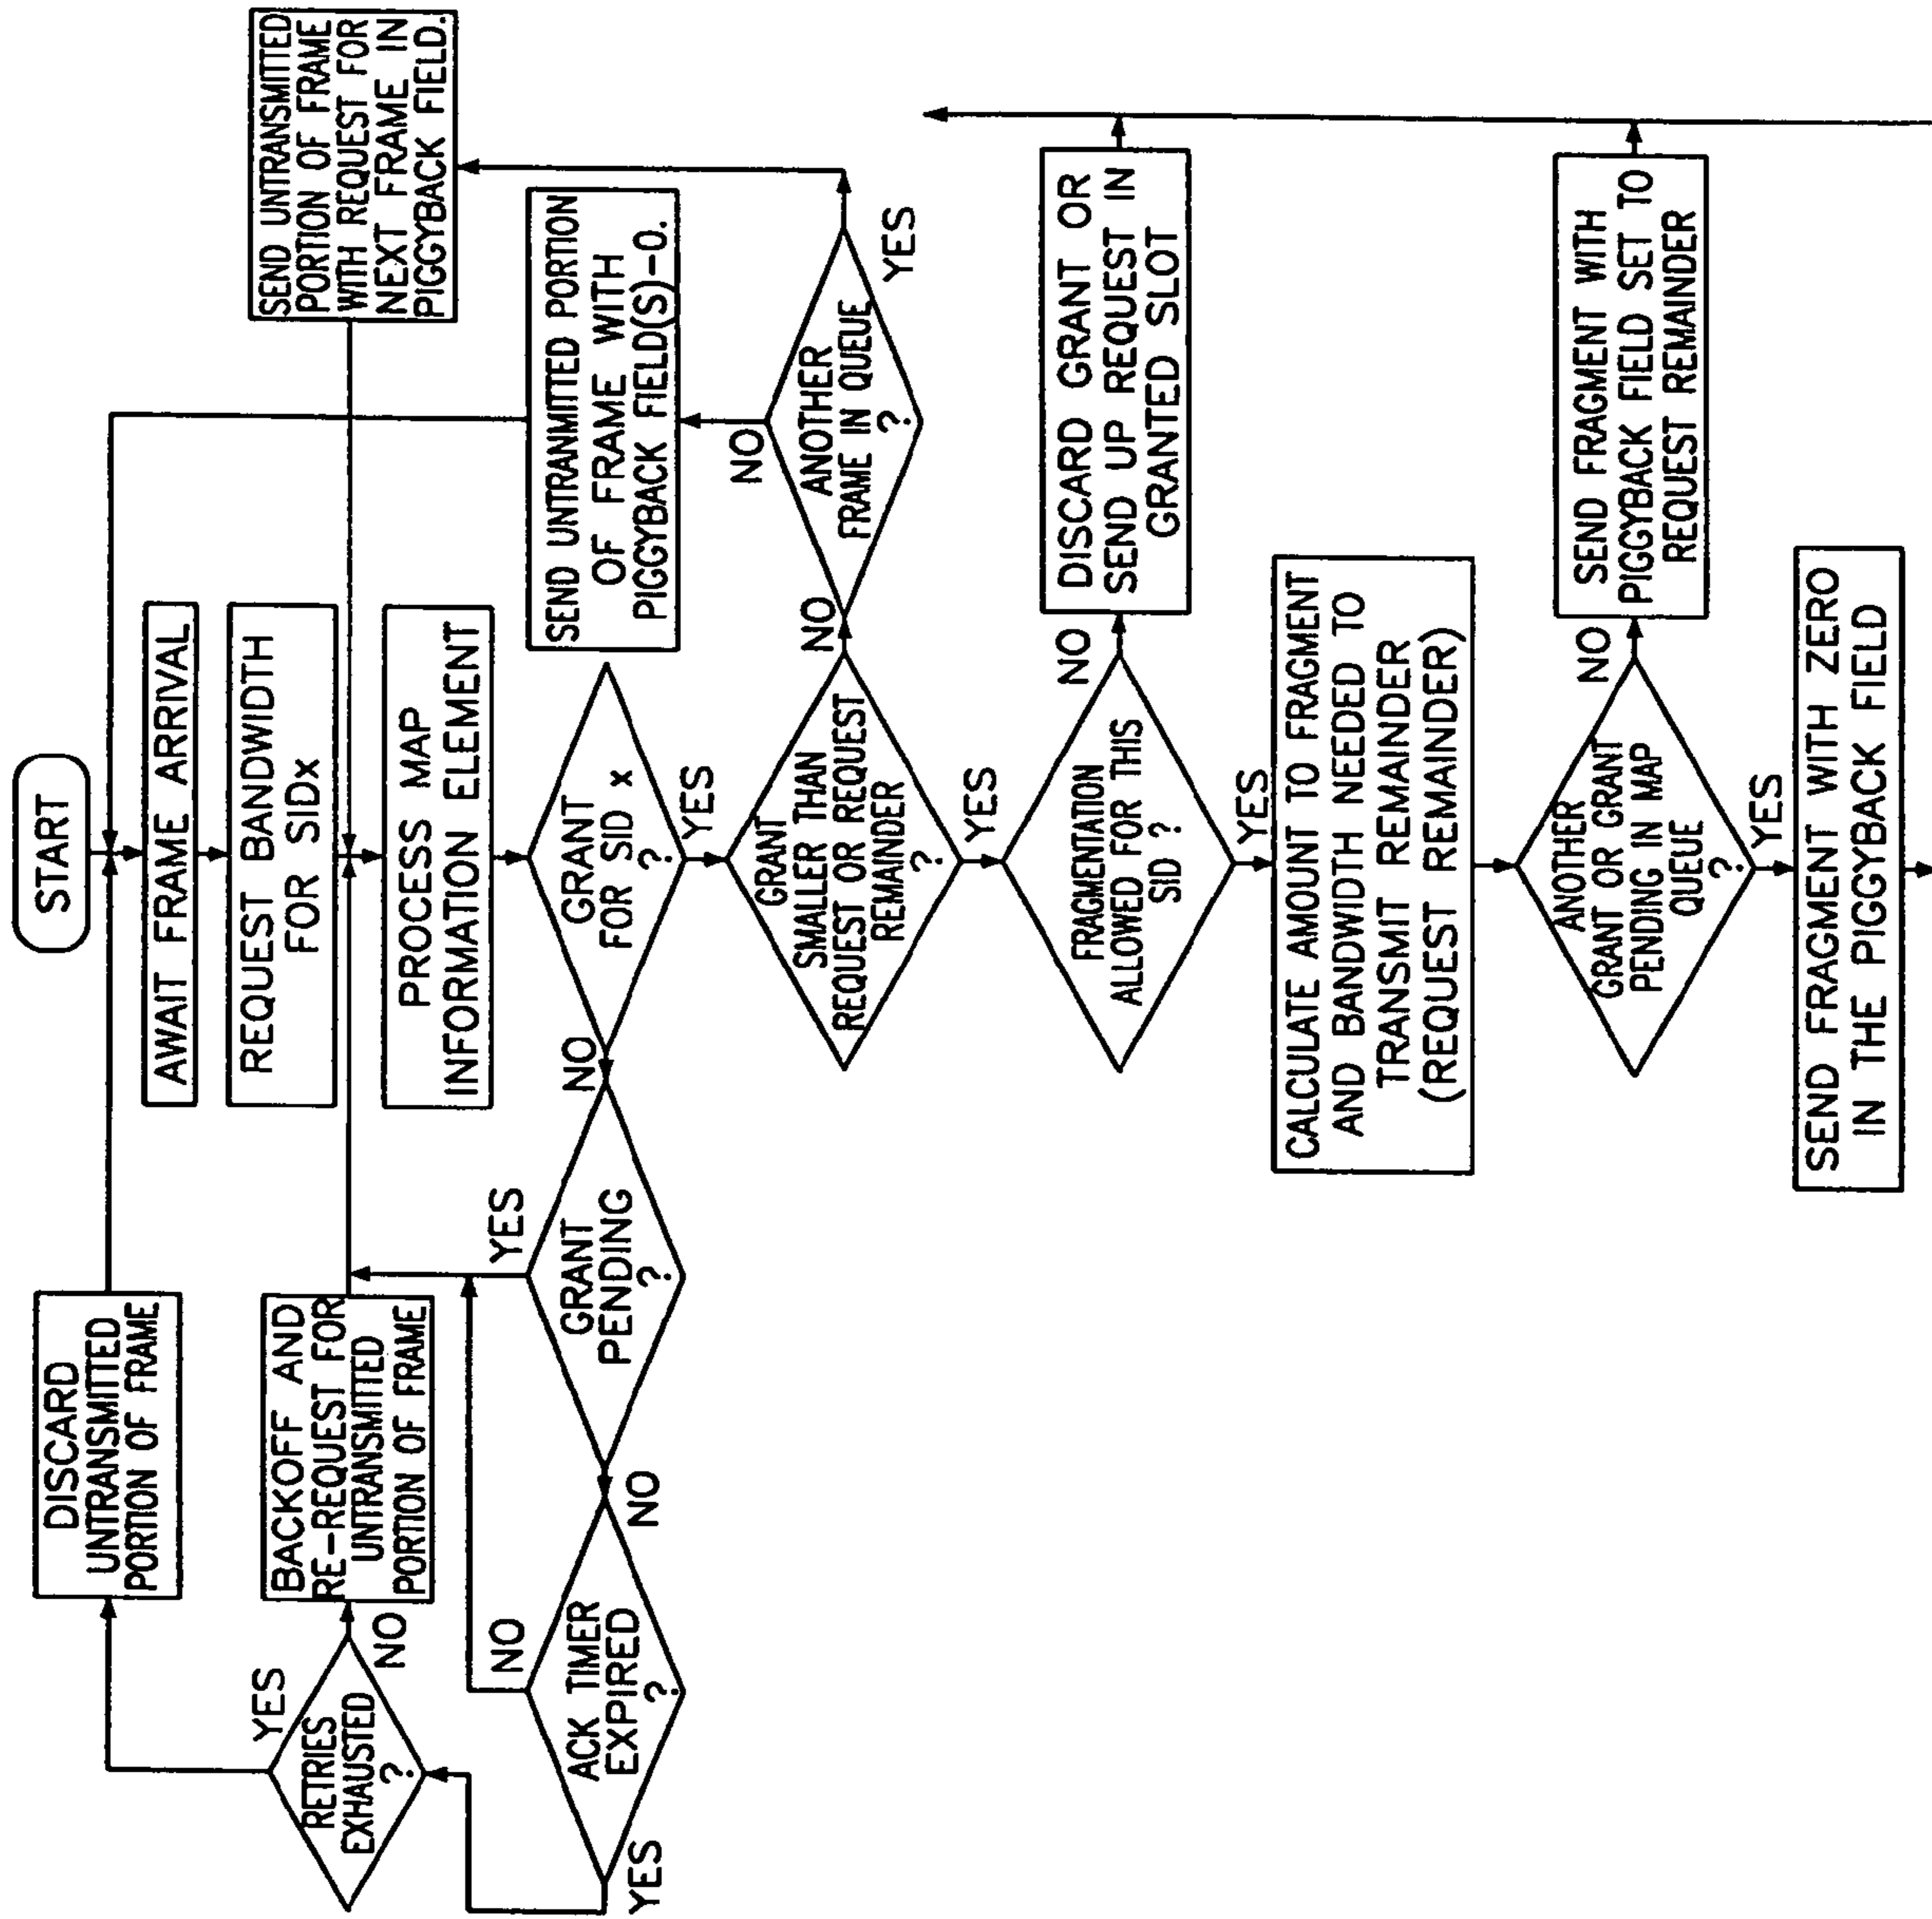 START
AWAIT FRAME ARRIVAL
REQUEST BANDWIDTH
FOR SIDx
PROCESS MAP
INFORMATION ELEMENT
GRANT
FOR SID x
?
NO
YES
GRANT
PENDING
?
YES
NO
ACK TIMER
EXPIRED
?
NO
YES
RETRIES
EXHAUSTED
?
YES
NO
DISCARD
UNTRANSMITTED
PORTION OF FRAME
BACKOFF AND
RE-REQUEST FOR
UNTRANSMITTED
PORTION OF FRAME
GRANT
SMALLER THAN
REQUEST OR REQUEST
REMAINDER
?
NO
YES
ANOTHER
FRAME IN QUEUE
?
NO
YES
SEND UNTRANMITTED PORTION
OF FRAME WITH
PIGGYBACK FIELD(S)-0.
SEND UNTRANSMITTED
PORTION OF FRAME
WITH REQUEST FOR
NEXT FRAME IN
PIGGYBACK FIELD.
FRAGMENTATION
ALLOWED FOR THIS
SID ?
NO
YES
DISCARD GRANT OR
SEND UP REQUEST IN
GRANTED SLOT
CALCULATE AMOUNT TO FRAGMENT
AND BANDWIDTH NEEDED TO
TRANSMIT REMAINDER
(REQUEST REMAINDER)
ANOTHER
GRANT OR GRANT
PENDING IN MAP
QUEUE
?
NO
YES
SEND FRAGMENT WITH
PIGGYBACK FIELD SET TO
REQUEST REMAINDER
SEND FRAGMENT WITH ZERO
IN THE PIGGYBACK FIELD